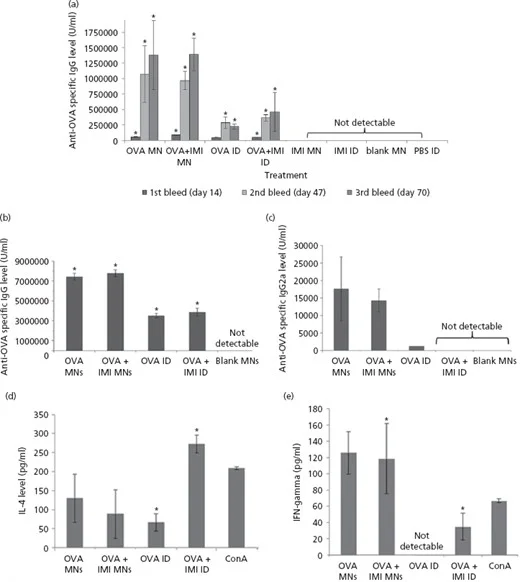 (a)
Anti-OVA specific IgG level (U/ml)
1750000
1500000
1250000
1000000
750000
500000
250000
0
*
*
*
*
*
*
*
*
*
*
*
Not detectable
OVA MN OVA+IMI MN OVA ID OVA+IMI ID IMI MN IMI ID blank MN PBS ID
Treatment
1st bleed (day 14) 2nd bleed (day 47) 3rd bleed (day 70)
(b)
Anti-OVA specific IgG level (U/ml)
9000000
7000000
5000000
3000000
1000000
0
*
*
*
*
Not
detectable
OVA MNs OVA + IMI MNs OVA ID OVA + IMI ID Blank MNs
(c)
Anti-OVA specific IgG2a level (U/ml)
30000
25000
20000
15000
10000
5000
0
Not detectable
OVA MNs OVA + IMI MNs OVA ID OVA + IMI ID Blank MNs
(d)
IL-4 level (pg/ml)
350
300
250
200
150
100
50
0
*
*
OVA MNs OVA + IMI MNs OVA ID OVA + IMI ID ConA
(e)
IFN-gamma (pg/ml)
180
160
140
120
100
80
60
40
20
0
*
*
Not
detectable
OVA MNs OVA + IMI MNs OVA ID OVA + IMI ID ConA